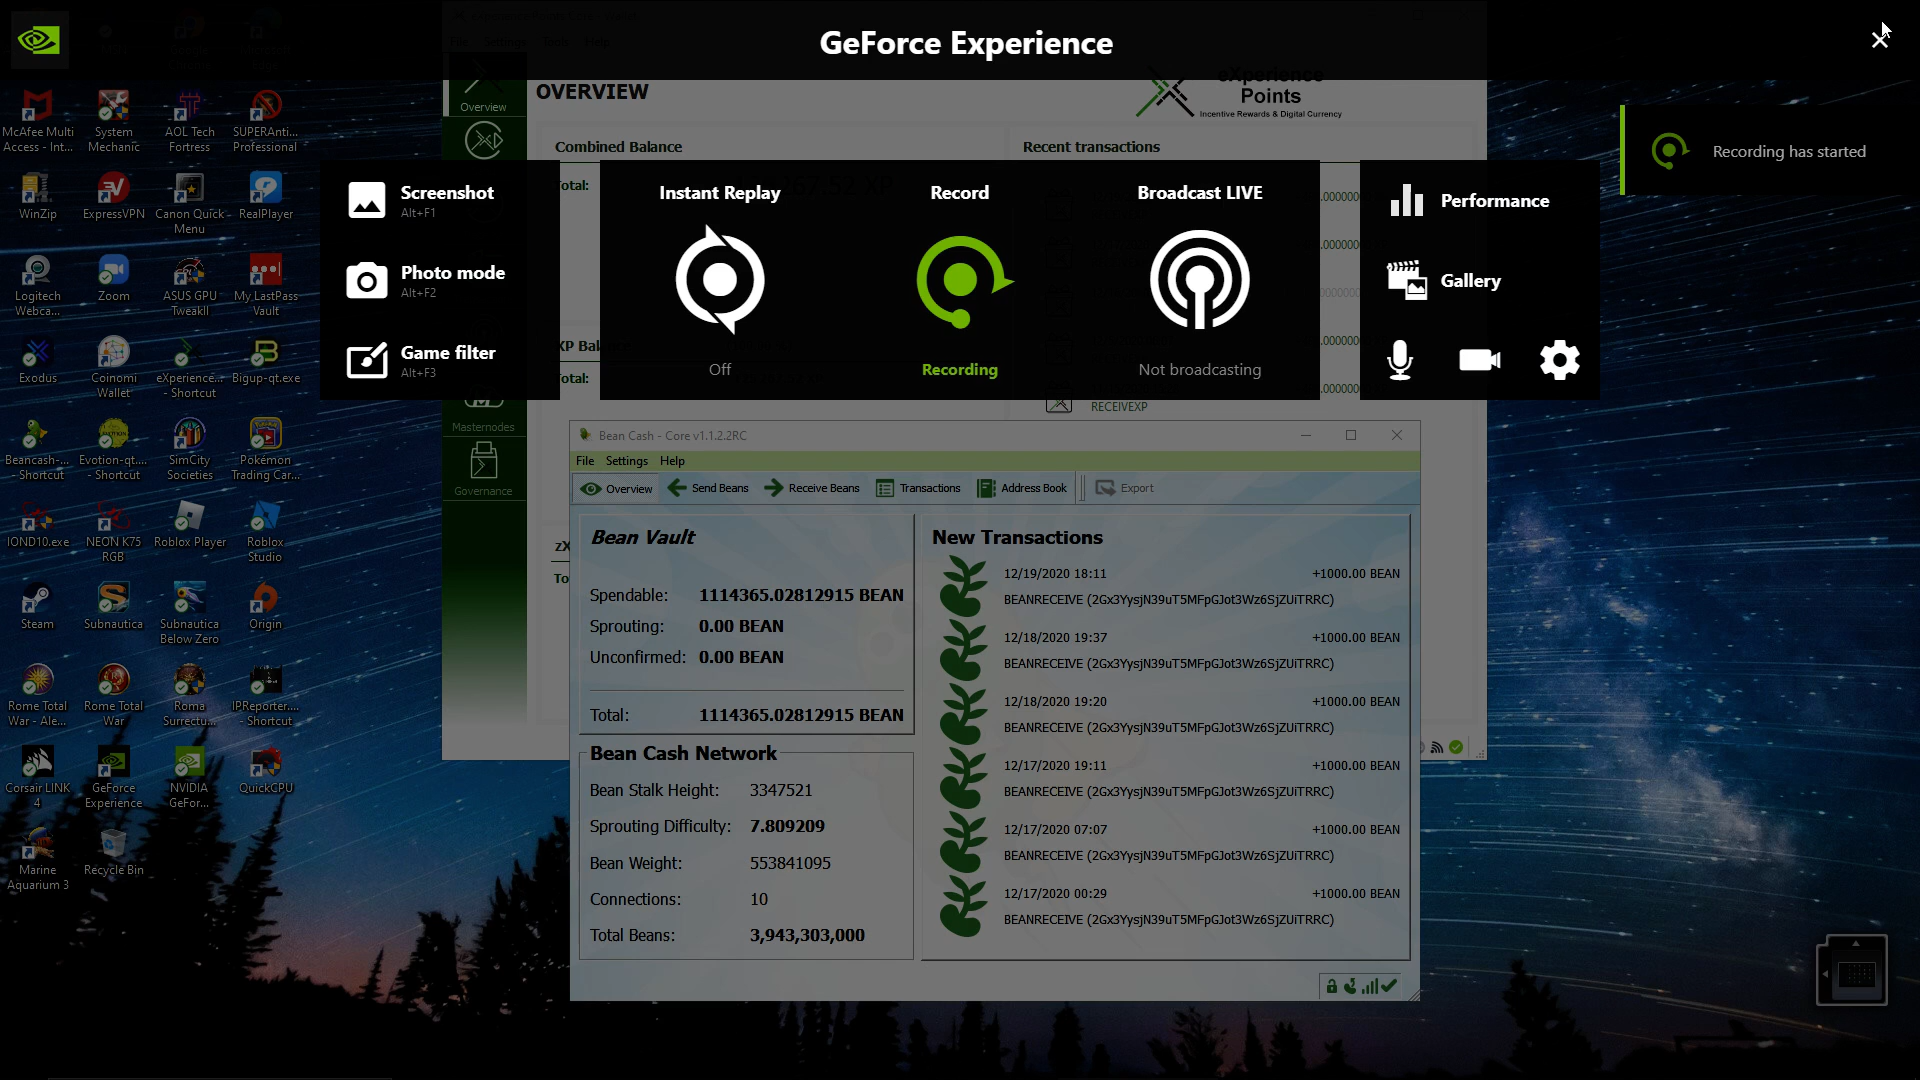 GeForce Experience
OVERVIEW
eXperience
Points
Incentive Rewards & Digital Currency
Overview
Combined Balance
Recent transactions
Recording has started
Total:
Screenshot
Alt+F1
Photo mode
Alt+F2
Game filter
Alt+F3
Instant Replay
Off
Record
Recording
Broadcast LIVE
Not broadcasting
Performance
Gallery
RECEIVEXP
Masternodes
Governance
McAfee Multi
Access - Int...
System
Mechanic
AOL Tech
Fortress
SUPERAnti...
Professional
WinZip
ExpressVPN
Canon Quick
Menu
RealPlayer
Logitech
Webca...
Zoom
ASUS GPU
TweakII
My LastPass
Vault
Exodus
Coinomi
Wallet
eXperience...
- Shortcut
Bigup-qt.exe
Beancash-...
- Shortcut
Evotion-qt....
- Shortcut
SimCity
Societies
Pokémon
Trading Car...
IOND10.exe
NEON K75
RGB
Roblox Player
Roblox
Studio
Steam
Subnautica
Subnautica
Below Zero
Origin
Rome Total
War - Ale...
Rome Total
War
Roma
Surrectu...
IPReporter....
- Shortcut
Corsair LINK
4
GeForce
Experience
NVIDIA
GeFor...
QuickCPU
Marine
Aquarium 3
Recycle Bin
Bean Cash - Core v1.1.2.2RC
File Settings Help
Overview Send Beans Receive Beans Transactions Address Book Export
Bean Vault
Spendable: 1114365.02812915 BEAN
Sprouting: 0.00 BEAN
Unconfirmed: 0.00 BEAN
Total: 1114365.02812915 BEAN
Bean Cash Network
Bean Stalk Height: 3347521
Sprouting Difficulty: 7.809209
Bean Weight: 553841095
Connections: 10
Total Beans: 3,943,303,000
New Transactions
12/19/2020 18:11 +1000.00 BEAN
BEANRECEIVE (2Gx3YysjN39uT5MFpGJot3Wz6SjZUiTRRC)
12/18/2020 19:37 +1000.00 BEAN
BEANRECEIVE (2Gx3YysjN39uT5MFpGJot3Wz6SjZUiTRRC)
12/18/2020 19:20 +1000.00 BEAN
BEANRECEIVE (2Gx3YysjN39uT5MFpGJot3Wz6SjZUiTRRC)
12/17/2020 19:11 +1000.00 BEAN
BEANRECEIVE (2Gx3YysjN39uT5MFpGJot3Wz6SjZUiTRRC)
12/17/2020 07:07 +1000.00 BEAN
BEANRECEIVE (2Gx3YysjN39uT5MFpGJot3Wz6SjZUiTRRC)
12/17/2020 00:29 +1000.00 BEAN
BEANRECEIVE (2Gx3YysjN39uT5MFpGJot3Wz6SjZUiTRRC)